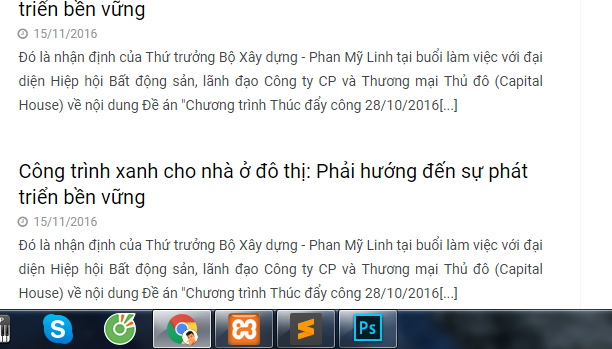 triển bền vững
15/11/2016
Đó là nhận định của Thứ trưởng Bộ Xây dựng - Phan Mỹ Linh tại buổi làm việc với đại
diện Hiệp hội Bất động sản, lãnh đạo Công ty CP và Thương mại Thủ đô (Capital
House) về nội dung Đề án "Chương trình Thúc đẩy công 28/10/2016[...]
Công trình xanh cho nhà ở đô thị: Phải hướng đến sự phát
triển bền vững
15/11/2016
Đó là nhận định của Thứ trưởng Bộ Xây dựng - Phan Mỹ Linh tại buổi làm việc với đại
diện Hiệp hội Bất động sản, lãnh đạo Công ty CP và Thương mại Thủ đô (Capital
House) về nội dung Đề án "Chương trình Thúc đẩy công 28/10/2016[...]
Ps